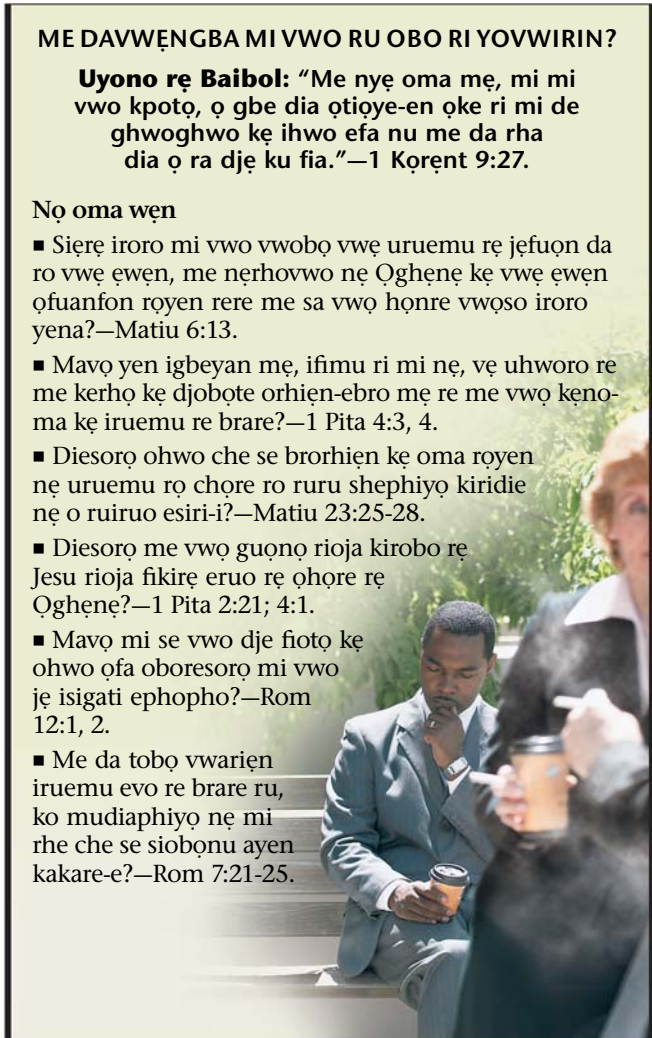 ME DAVWẸNGBA MI VWO RU OBO RI YOVWIRIN?
Uyono rẹ Baibol: “Me nyẹ oma mẹ, mi mi
vwo kpotọ, ọ gbe dia ọtiọye-en ọke ri mi de
ghwoghwo kẹ ihwo efa nu me da rha
dia ọ ra djẹ ku fia.”—1 Kọrẹnt 9:27.
Nọ oma wẹn
■ Siẹrẹ iroro mi vwo vwobọ vwẹ uruemu rẹ jẹfuọn da
ro vwẹ ẹwẹn, me nẹrhovwo nẹ Ọghẹnẹ kẹ vwẹ ẹwẹn
ọfuanfon rọyen rere me sa vwọ họnre vwọso iroro
yena?—Matiu 6:13.
■ Mavọ yen igbeyan mẹ, ifimu ri mi nẹ, vẹ uhworo re
me kerhọ kẹ djobọte orhiẹn-ebro mẹ re me vwọ kẹno-
ma kẹ iruemu re brare?—1 Pita 4:3, 4.
■ Diesorọ ohwo che se brorhiẹn kẹ oma rọyen
nẹ uruemu rọ chọre ro ruru shephiyọ kiridie
nẹ o ruiruo esiri-i?—Matiu 23:25-28.
■ Diesorọ me vwọ guọnọ rioja kirobo rẹ
Jesu rioja fikirẹ eruo rẹ ọhọre rẹ
Ọghẹnẹ?—1 Pita 2:21; 4:1.
■ Mavọ mi se vwo dje fiotọ kẹ
ohwo ọfa oboresorọ mi vwo
jẹ isigati ephopho?—Rom
12:1, 2.
■ Me da tobọ vwariẹn
iruemu evo re brare ru,
ko mudiaphiyọ nẹ mi
rhe che se siobọnu ayen
kakare-e?—Rom 7:21-25.